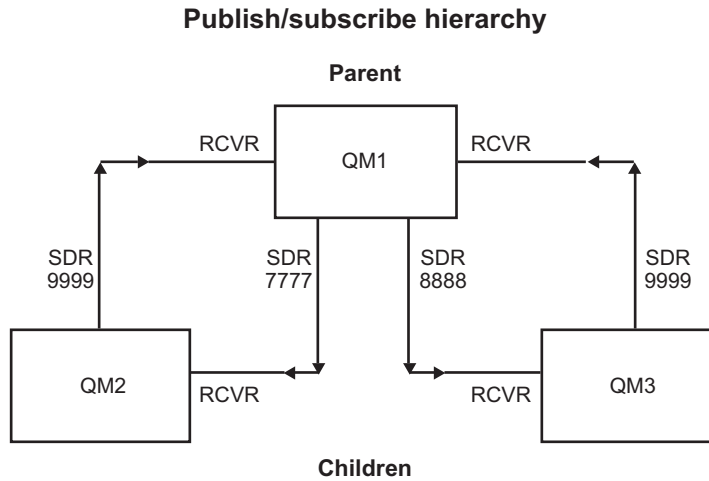 Publish/subscribe hierarchy
Parent
RCVR
QM1
RCVR
SDR
9999
SDR
7777
SDR
8888
SDR
9999
QM2
RCVR
RCVR
QM3
Children